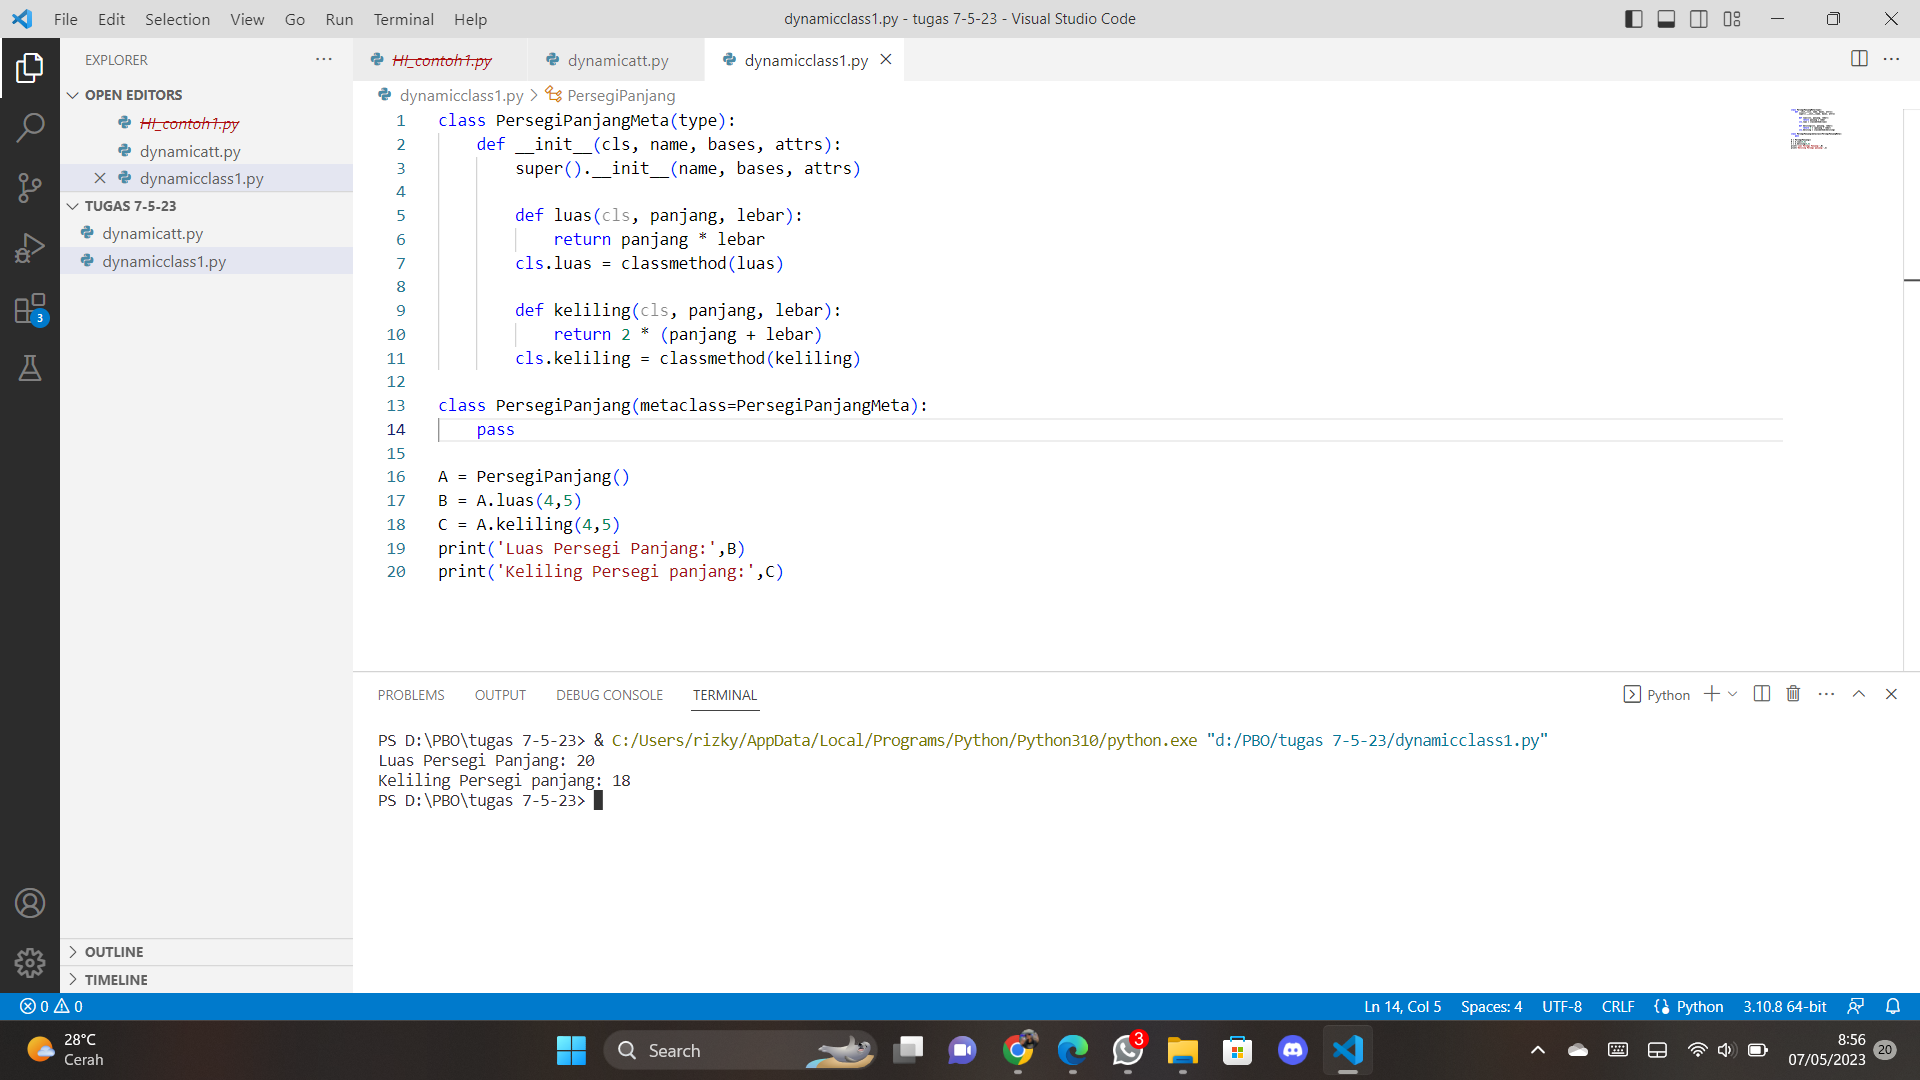 File Edit Selection View Go Run Terminal Help
dynamicclass1.py - tugas 7-5-23 - Visual Studio Code
EXPLORER
OPEN EDITORS
HI_contoh1.py
dynamicatt.py
dynamicclass1.py
TUGAS 7-5-23
dynamicatt.py
dynamicclass1.py
3
OUTLINE
TIMELINE
HI_contoh1.py dynamicatt.py dynamicclass1.py
dynamicclass1.py > PersegiPanjang
1 class PersegiPanjangMeta(type):
2 def __init__(cls, name, bases, attrs):
3 super().__init__(name, bases, attrs)
4
5 def luas(cls, panjang, lebar):
6 return panjang * lebar
7 cls.luas = classmethod(luas)
8
9 def keliling(cls, panjang, lebar):
10 return 2 * (panjang + lebar)
11 cls.keliling = classmethod(keliling)
12
13 class PersegiPanjang(metaclass=PersegiPanjangMeta):
14 pass
15
16 A = PersegiPanjang()
17 B = A.luas(4,5)
18 C = A.keliling(4,5)
19 print('Luas Persegi Panjang:',B)
20 print('Keliling Persegi panjang:',C)
PROBLEMS OUTPUT DEBUG CONSOLE TERMINAL
Python
PS D:\PBO\tugas 7-5-23> & C:/Users/rizky/AppData/Local/Programs/Python/Python310/python.exe "d:/PBO/tugas 7-5-23/dynamicclass1.py"
Luas Persegi Panjang: 20
Keliling Persegi panjang: 18
PS D:\PBO\tugas 7-5-23>
0 0
Ln 14, Col 5 Spaces: 4 UTF-8 CRLF Python 3.10.8 64-bit
28°C
Cerah
Search
3
8:56
07/05/2023
20